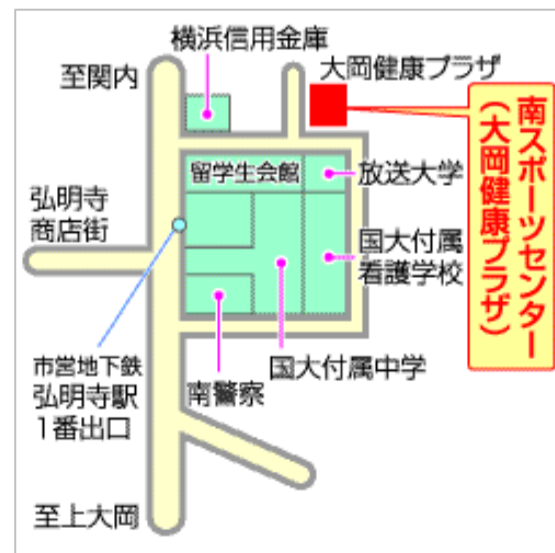 横浜信用金庫
至関内
大岡健康プラザ
南スポーツセンター
（大岡健康プラザ）
留学生会館
放送大学
弘明寺
商店街
国大付属
看護学校
市営地下鉄
弘明寺駅
1番出口
南警察
国大付属中学
至上大岡